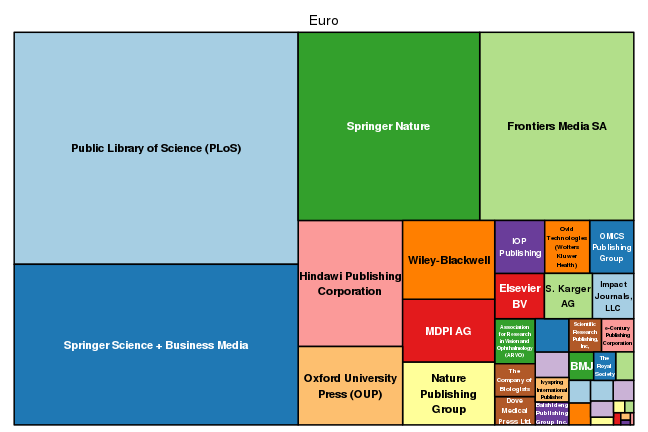 Euro
Public Library of Science (PLoS)
Springer Nature
Frontiers Media SA
Springer Science + Business Media
Hindawi Publishing
Corporation
Wiley-Blackwell
IOP
Publishing
Ovid
Technologies
(Wolters
Kluwer
Health)
OMICS
Publishing
Group
Elsevier
BV
S. Karger
AG
Impact
Journals,
LLC
MDPI AG
Oxford University
Press (OUP)
Nature
Publishing
Group
Association
for Research
in Vision and
Ophthalmology
(ARVO)
Scientific
Research
Publishing,
Inc,
e-Century
Publishing
Corporation
The
Company of
Biologists
BMJ
The
Royal
Society
Ivyspring
International
Publisher
Dove
Medical
Press Ltd.
Baishideng
Publishing
Group Inc.